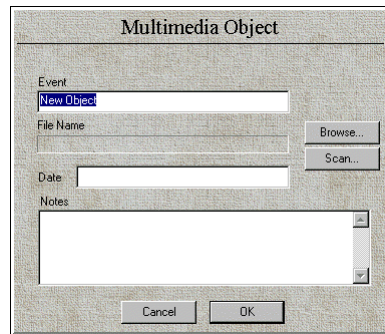 Multimedia Object
Event
New Object
File Name
Browse...
Scan...
Date
Notes
Cancel OK